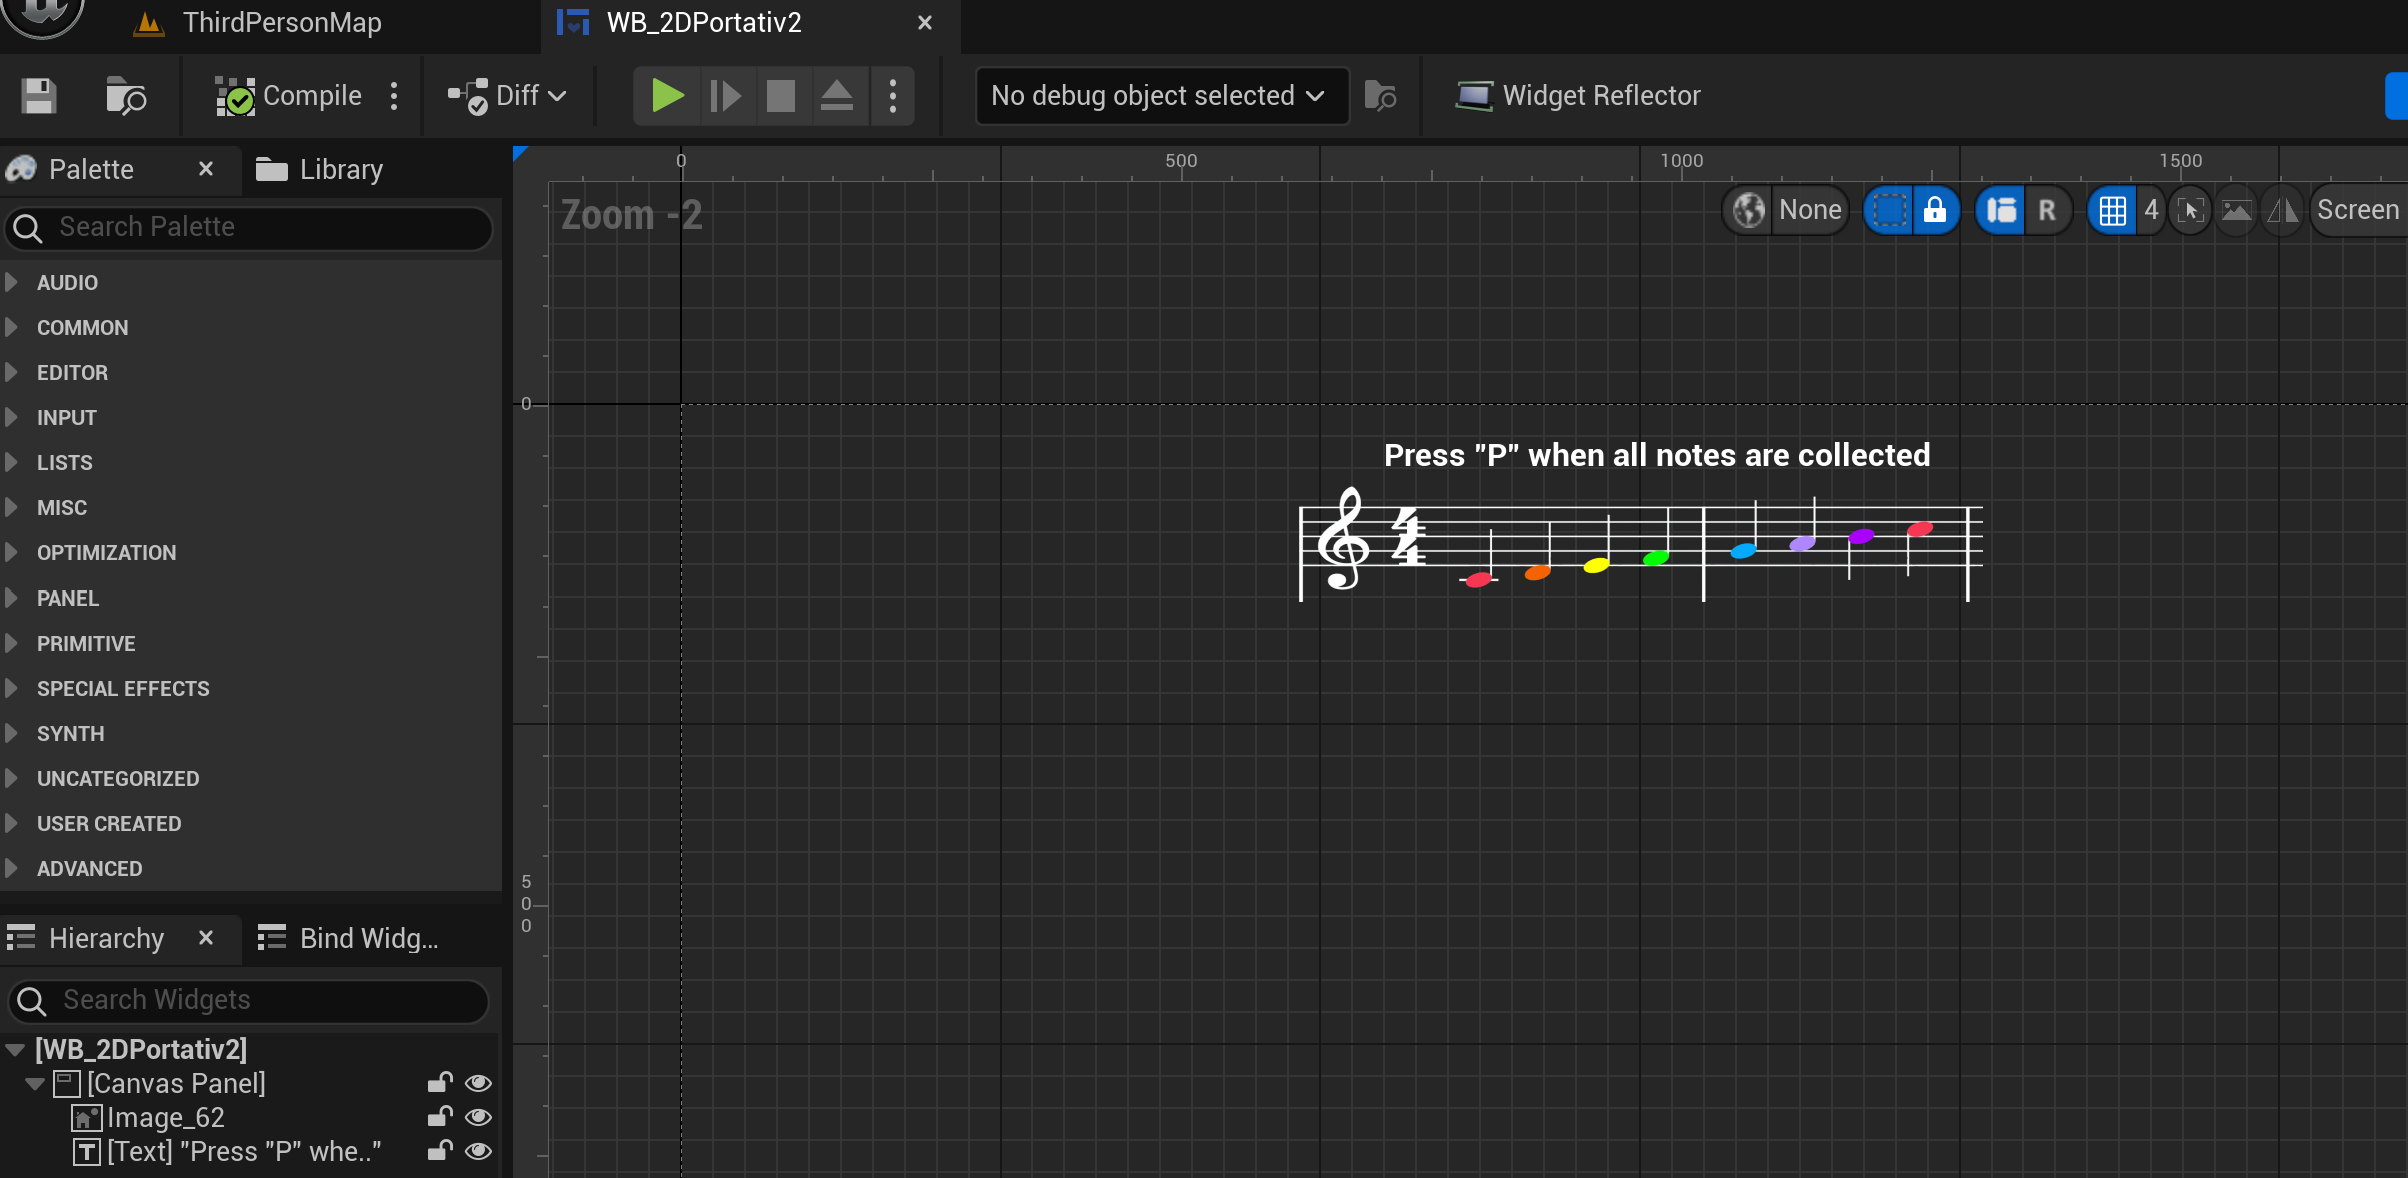 ThirdPersonMap
WB_2DPortativ2
Compile
Diff
No debug object selected
Widget Reflector
Palette
Library
Search Palette
AUDIO
COMMON
EDITOR
INPUT
LISTS
MISC
OPTIMIZATION
PANEL
PRIMITIVE
SPECIAL EFFECTS
SYNTH
UNCATEGORIZED
USER CREATED
ADVANCED
Hierarchy
Bind Widg...
Search Widgets
[WB_2DPortativ2]
[Canvas Panel]
Image_62
[Text] "Press "P" whe.."
0
500
1000
1500
Zoom -2
None
R
4
Screen
0
500
Press "P" when all notes are collected
4
4